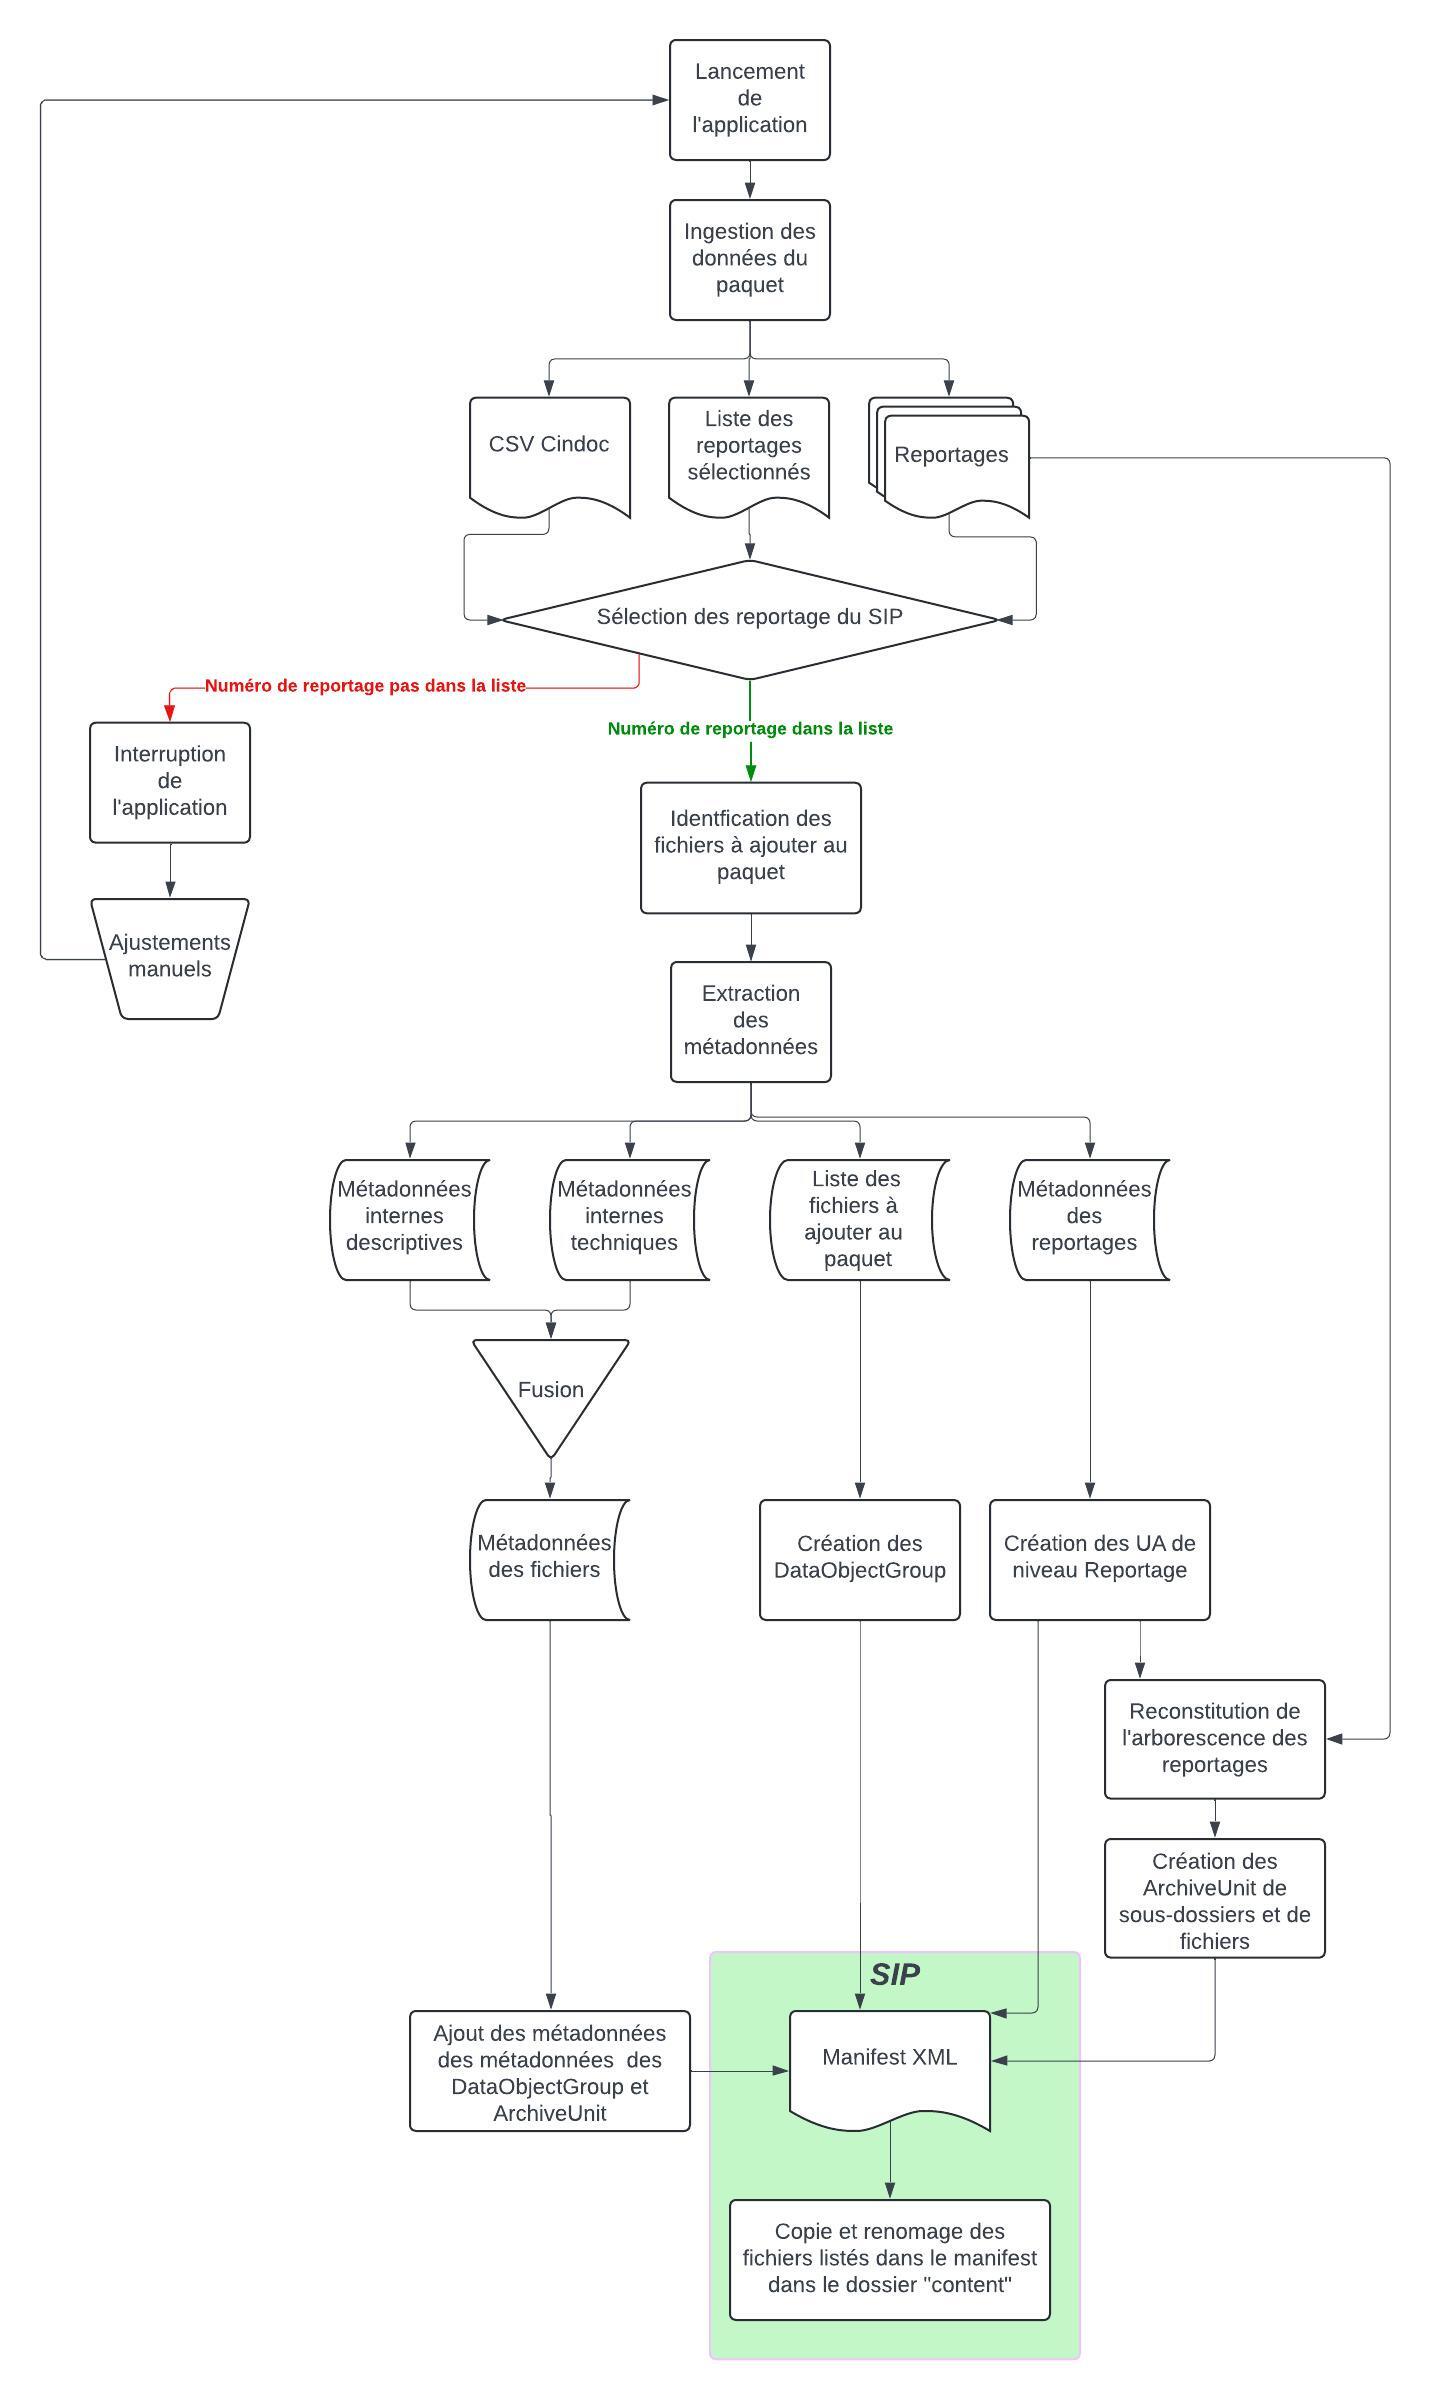 Lancement
de
l'application
Ingestion des
données du
paquet
CSV Cindoc
Liste des
reportages
sélectionnés
Reportages
Sélection des reportage du SIP
Numéro de reportage pas dans la liste
Numéro de reportage dans la liste
Interruption
de
l'application
Ajustements
manuels
Identfication des
fichiers à ajouter au
paquet
Extraction
des
métadonnées
Métadonnées
internes
descriptives
Métadonnées
internes
techniques
Liste des
fichiers à
ajouter au
paquet
Métadonnées
des
reportages
Fusion
Métadonnées
des fichiers
Création des
DataObjectGroup
Création des UA de
niveau Reportage
Reconstitution de
l'arborescence des
reportages
Création des
ArchiveUnit de
sous-dossiers et de
fichiers
SIP
Ajout des métadonnées
des métadonnées  des
DataObjectGroup et
ArchiveUnit
Manifest XML
Copie et renomage des
fichiers listés dans le manifest
dans le dossier "content"